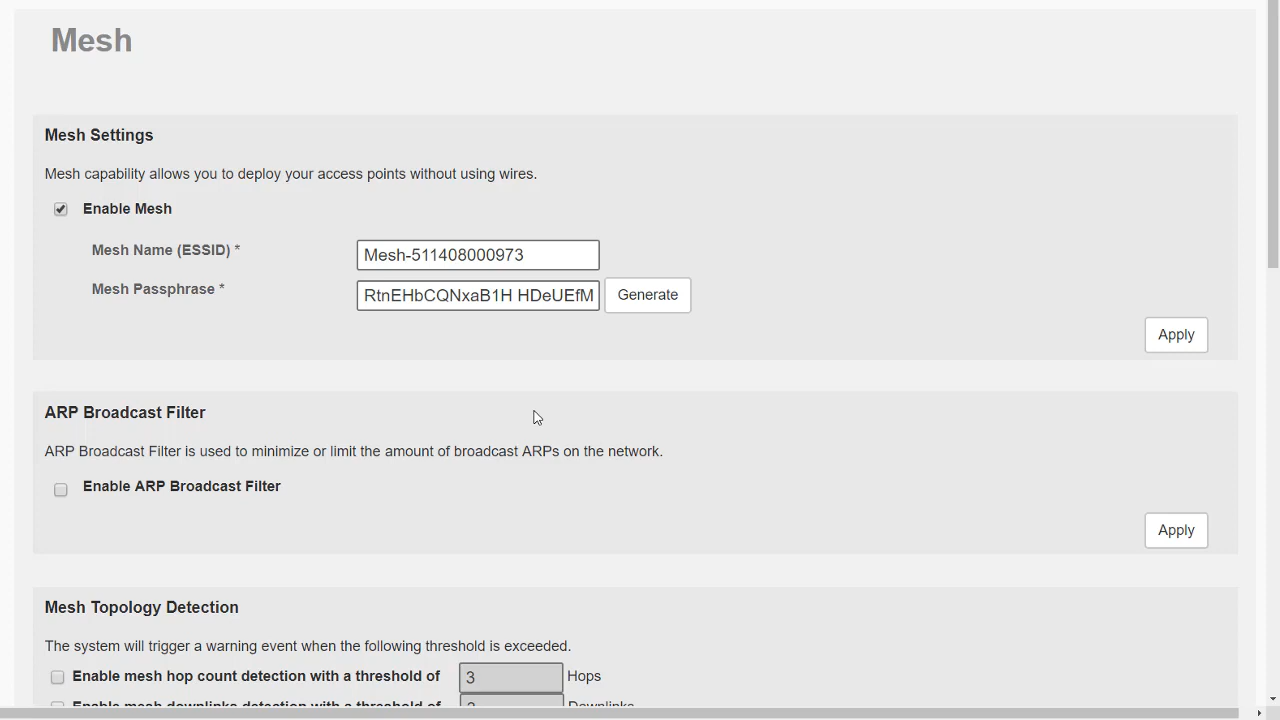 Mesh
Mesh Settings
Mesh capability allows you to deploy your access points without using wires.
Enable Mesh
Mesh Name (ESSID) *
Mesh-511408000973
Mesh Passphrase *
RtnEHbCQNxaB1H HDeUEfM
Generate
Apply
ARP Broadcast Filter
ARP Broadcast Filter is used to minimize or limit the amount of broadcast ARPs on the network.
Enable ARP Broadcast Filter
Apply
Mesh Topology Detection
The system will trigger a warning event when the following threshold is exceeded.
Enable mesh hop count detection with a threshold of 3 Hops
Enable mesh downlinks detection with a threshold of Downlinks